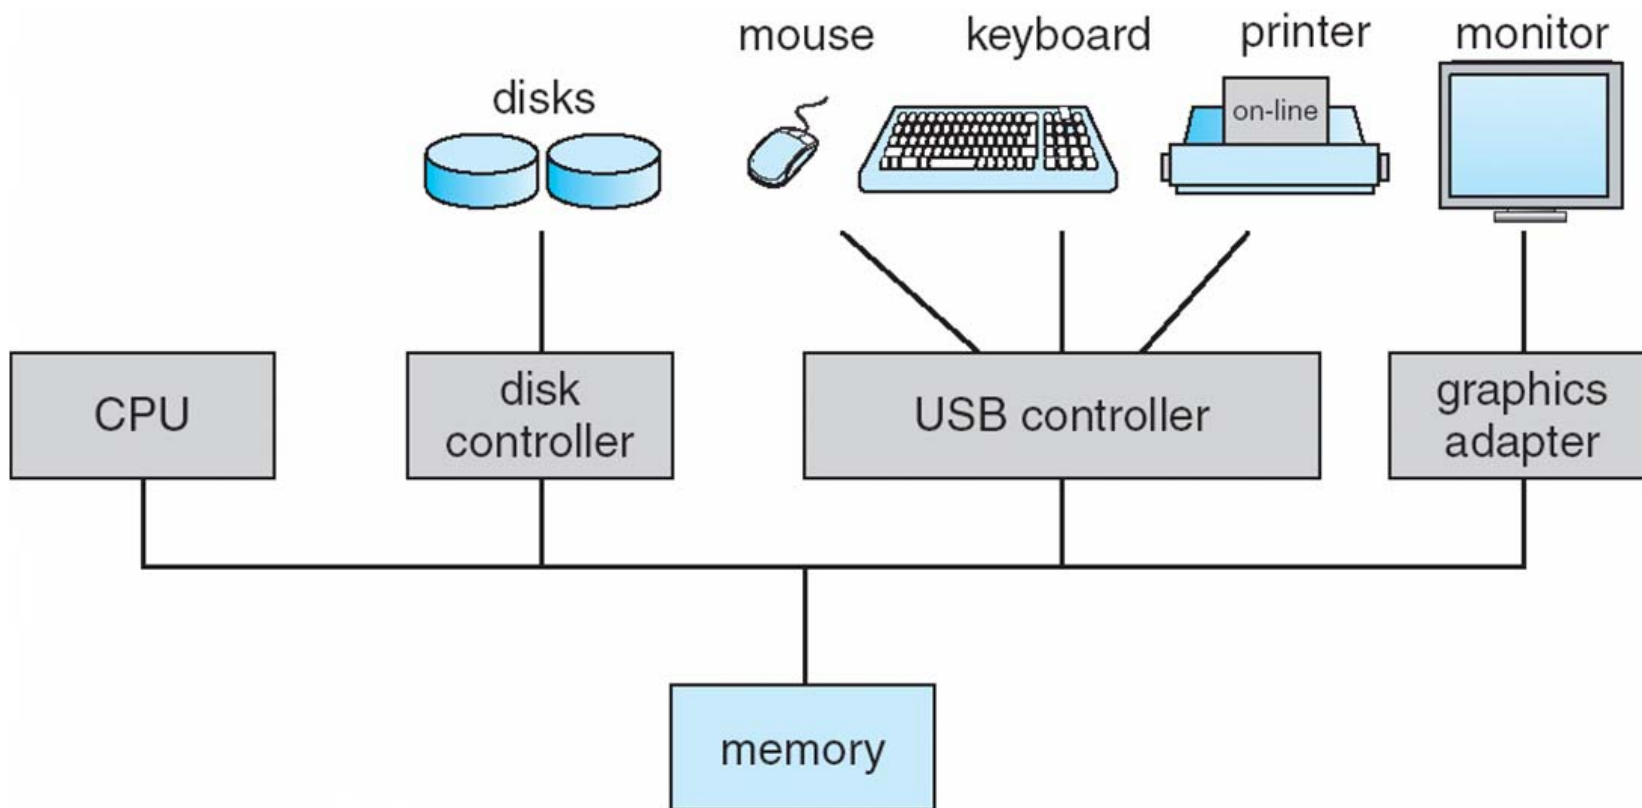 mouse
keyboard
printer
monitor
disks
on-line
CPU
disk
controller
USB controller
graphics
adapter
memory